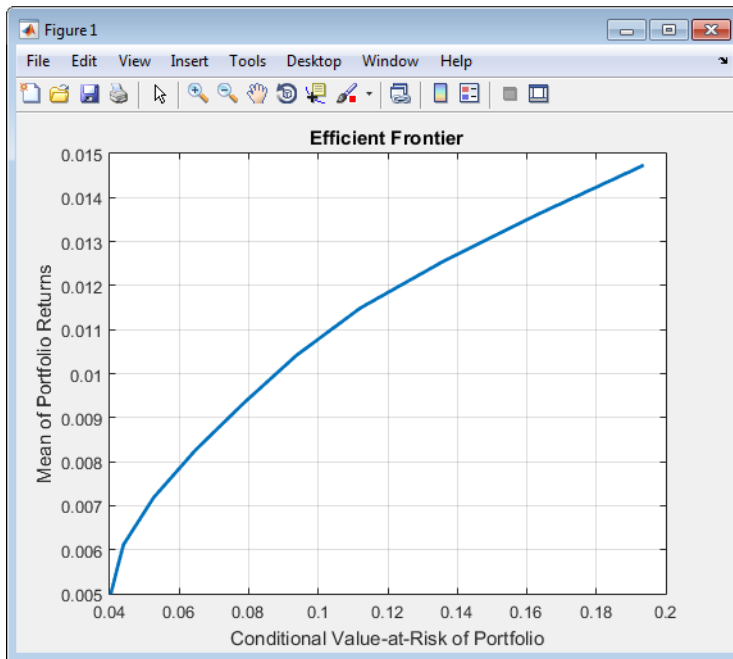 Figure 1
File Edit View Insert Tools Desktop Window Help
Efficient Frontier
0.015
0.014
0.013
0.012
0.011
0.01
0.009
0.008
0.007
0.006
0.005
Mean of Portfolio Returns
0.04 0.06 0.08 0.1 0.12 0.14 0.16 0.18 0.2
Conditional Value-at-Risk of Portfolio